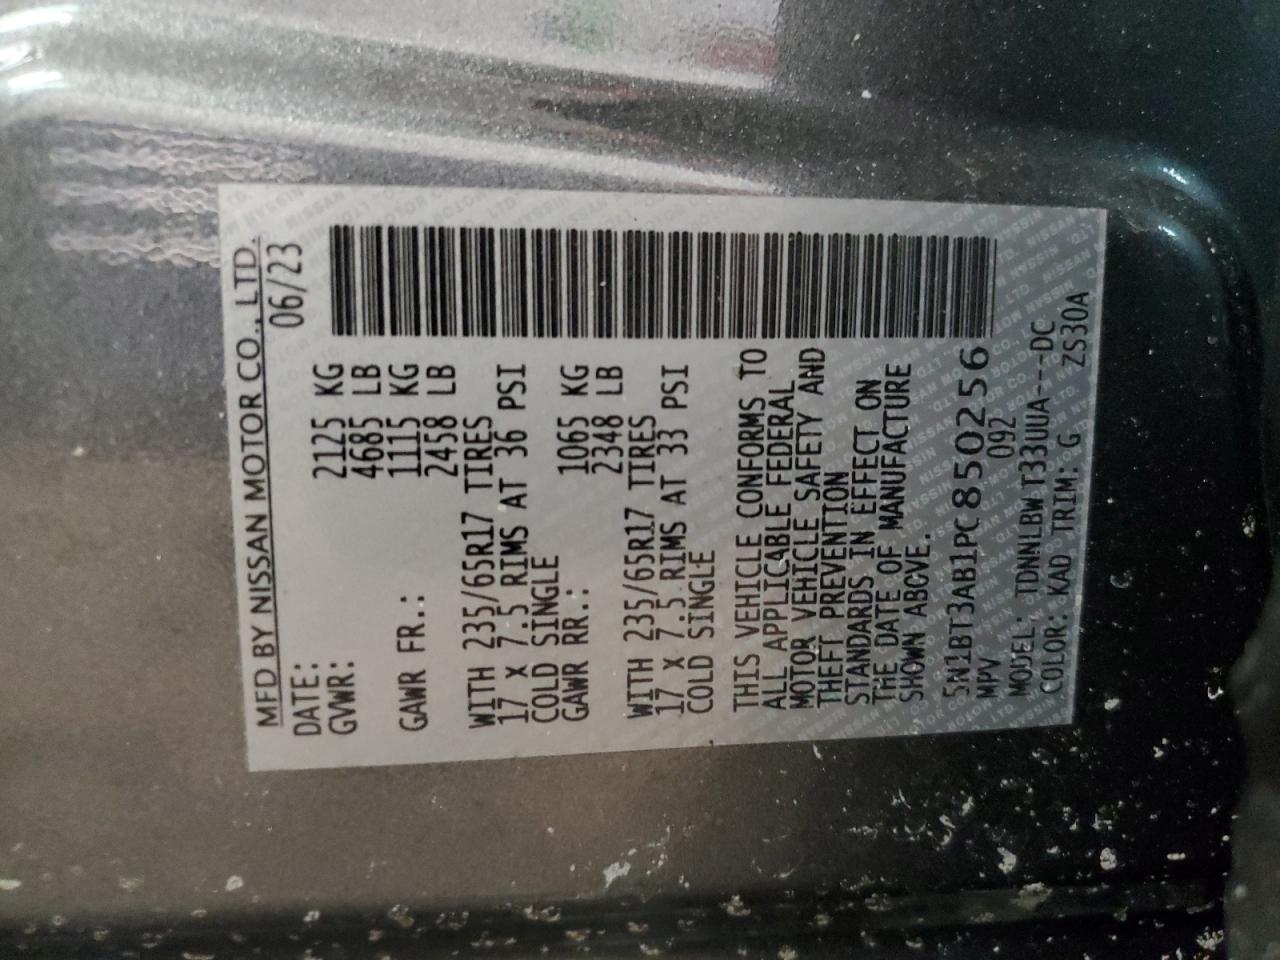 MFD BY NISSAN MOTOR CO., LTD.
DATE: 06/23
GVWR: 2125 KG
4685 LB
GAWR FR.: 1115 KG
2458 LB
WITH 235/65R17 TIRES
17 X 7.5 RIMS AT 36 PSI
COLD SINGLE
GAWR RR.: 1065 KG
2348 LB
WITH 235/65R17 TIRES
17 X 7.5 RIMS AT 33 PSI
COLD SINGLE
THIS VEHICLE CONFORMS TO
ALL APPLICABLE FEDERAL
MOTOR VEHICLE SAFETY AND
THEFT PREVENTION
STANDARDS IN EFFECT ON
THE DATE OF MANUFACTURE
SHOWN ABOVE.
5N1BT3AB1PC850256
MPV 092
MODEL: TDNNLBWT33UUA---DC
COLOR: KAD TRIM: G ZS30A